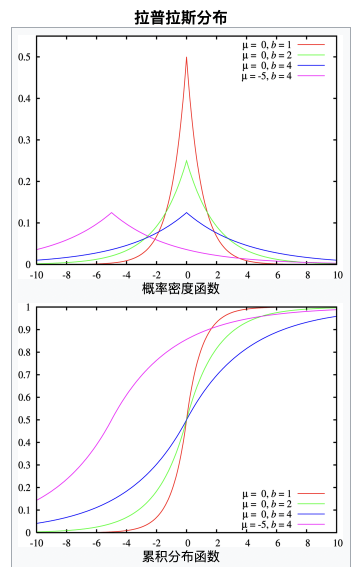 拉普拉斯分布
μ = 0, b = 1
μ = 0, b = 2
μ = 0, b = 4
μ = -5, b = 4
0.5
0.4
0.3
0.2
0.1
0
-10 -8 -6 -4 -2 0 2 4 6 8 10
概率密度函数
1
0.9
0.8
0.7
0.6
0.5
0.4
0.3
0.2
0.1
0
μ = 0, b = 1
μ = 0, b = 2
μ = 0, b = 4
μ = -5, b = 4
-10 -8 -6 -4 -2 0 2 4 6 8 10
累积分布函数